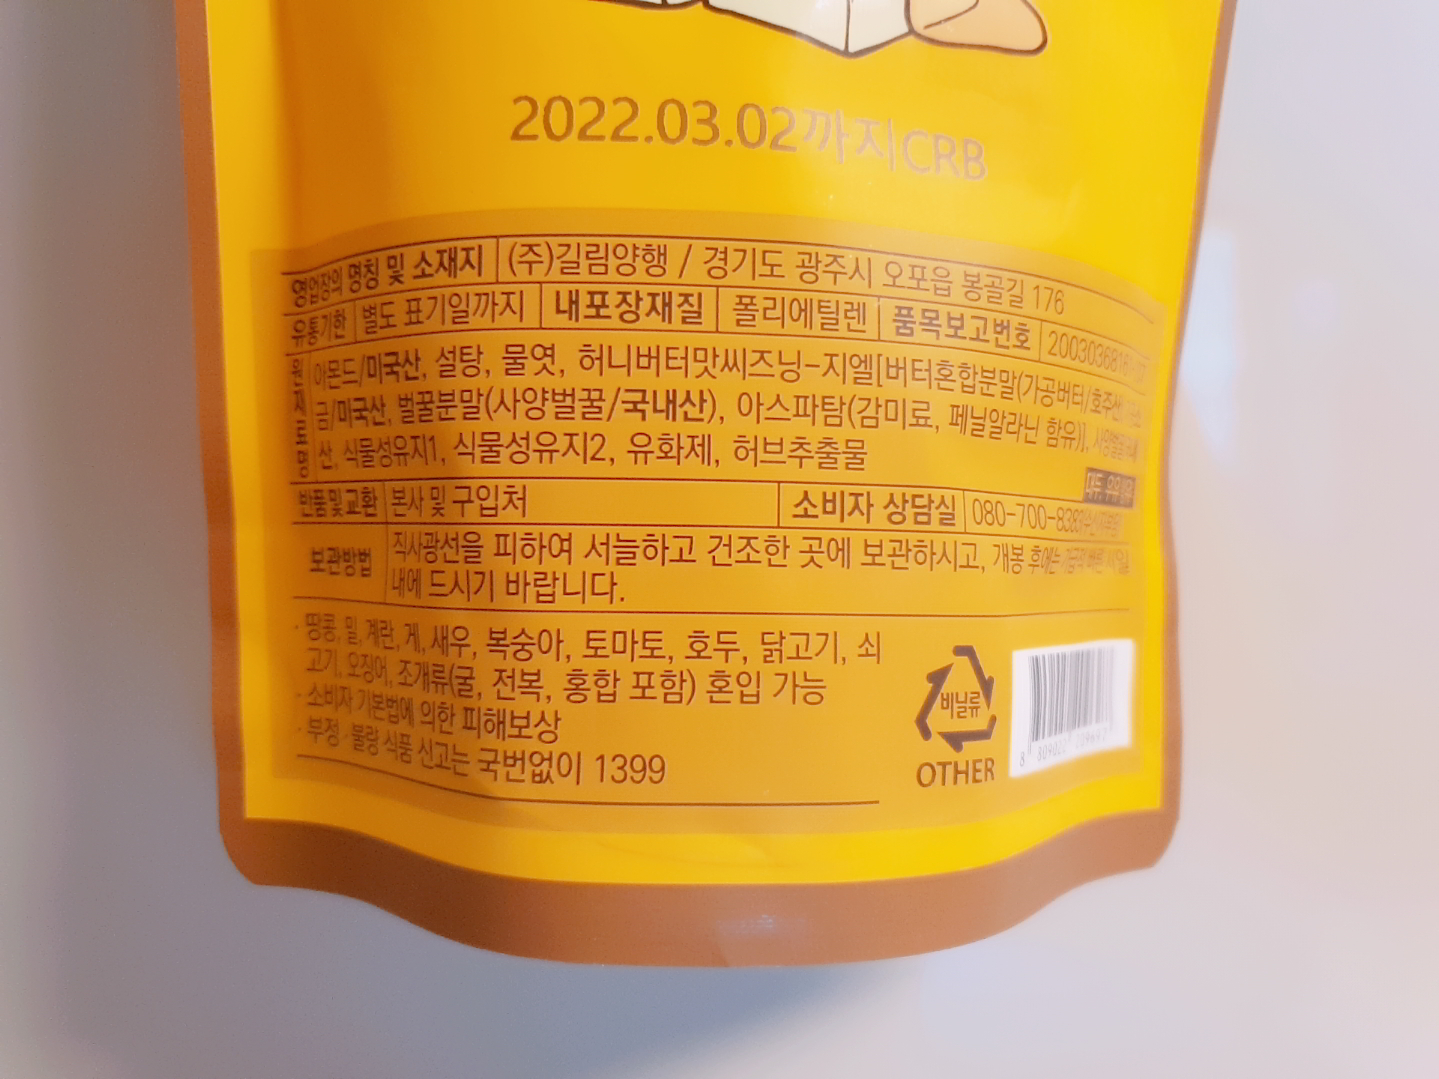 2022.03.02까지CRB
영업장의 명칭 및 소재지 (주)길림양행 / 경기도 광주시 오포읍 봉골길 176
유통기한 별도 표기일까지 내포장재질 폴리에틸렌 품목보고번호 2003036816
원재료명 아몬드/미국산, 설탕, 물엿, 허니버터맛씨즈닝-지엘[버터혼합분말(가공버터/호주산),
금/미국산, 벌꿀분말(사양벌꿀/국내산), 아스파탐(감미료, 페닐알라닌 함유)], 사양벌꿀/국내
산, 식물성유지1, 식물성유지2, 유화제, 허브추출물
대두, 우유 함유
반품및교환 본사 및 구입처 소비자 상담실 080-700-8383
보관방법 직사광선을 피하여 서늘하고 건조한 곳에 보관하시고, 개봉 후에는
내에 드시기 바랍니다.
· 땅콩, 밀, 계란, 게, 새우, 복숭아, 토마토, 호두, 닭고기, 쇠
고기, 오징어, 조개류(굴, 전복, 홍합 포함) 혼입 가능
· 소비자 기본법에 의한 피해보상
· 부정·불량 식품 신고는 국번없이 1399
비닐류
OTHER